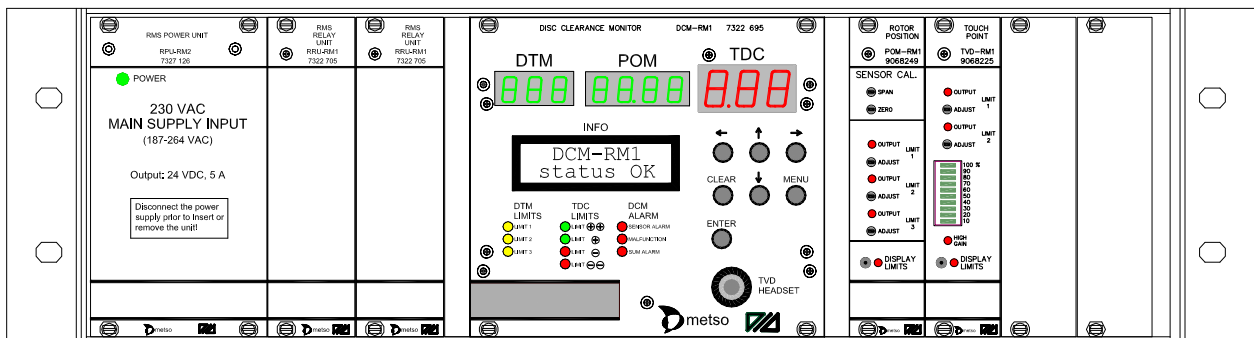 RMS POWER UNIT
RPU-RM2
7327 126
POWER
230 VAC
MAIN SUPPLY INPUT
(187-264 VAC)
Output: 24 VDC, 5 A
Disconnect the power
supply prior to Insert or
remove the unit!
metso
RMS
RELAY
UNIT
RRU-RM1
7322 705
metso
RMS
RELAY
UNIT
RRU-RM1
7322 705
metso
DISC CLEARANCE MONITOR DCM-RM1 7322 695
DTM POM TDC
888 88.88 8.88
INFO
DCM-RM1
status OK
CLEAR MENU
ENTER
DTM
LIMITS
LIMIT 1
LIMIT 2
LIMIT 3
TDC
LIMITS
LIMIT ++
LIMIT +
LIMIT -
LIMIT --
DCM
ALARM
SENSOR ALARM
MALFUNCTION
SUM ALARM
TVD
HEADSET
metso
ROTOR
POSITION
POM-RM1
9068249
SENSOR CAL.
SPAN
ZERO
OUTPUT
LIMIT
1
ADJUST
OUTPUT
LIMIT
2
ADJUST
OUTPUT
LIMIT
3
ADJUST
DISPLAY
LIMITS
metso
TOUCH
POINT
TVD-RM1
9068225
OUTPUT
LIMIT
1
ADJUST
OUTPUT
LIMIT
2
ADJUST
100 %
90
80
70
60
50
40
30
20
10
HIGH
GAIN
DISPLAY
LIMITS
metso